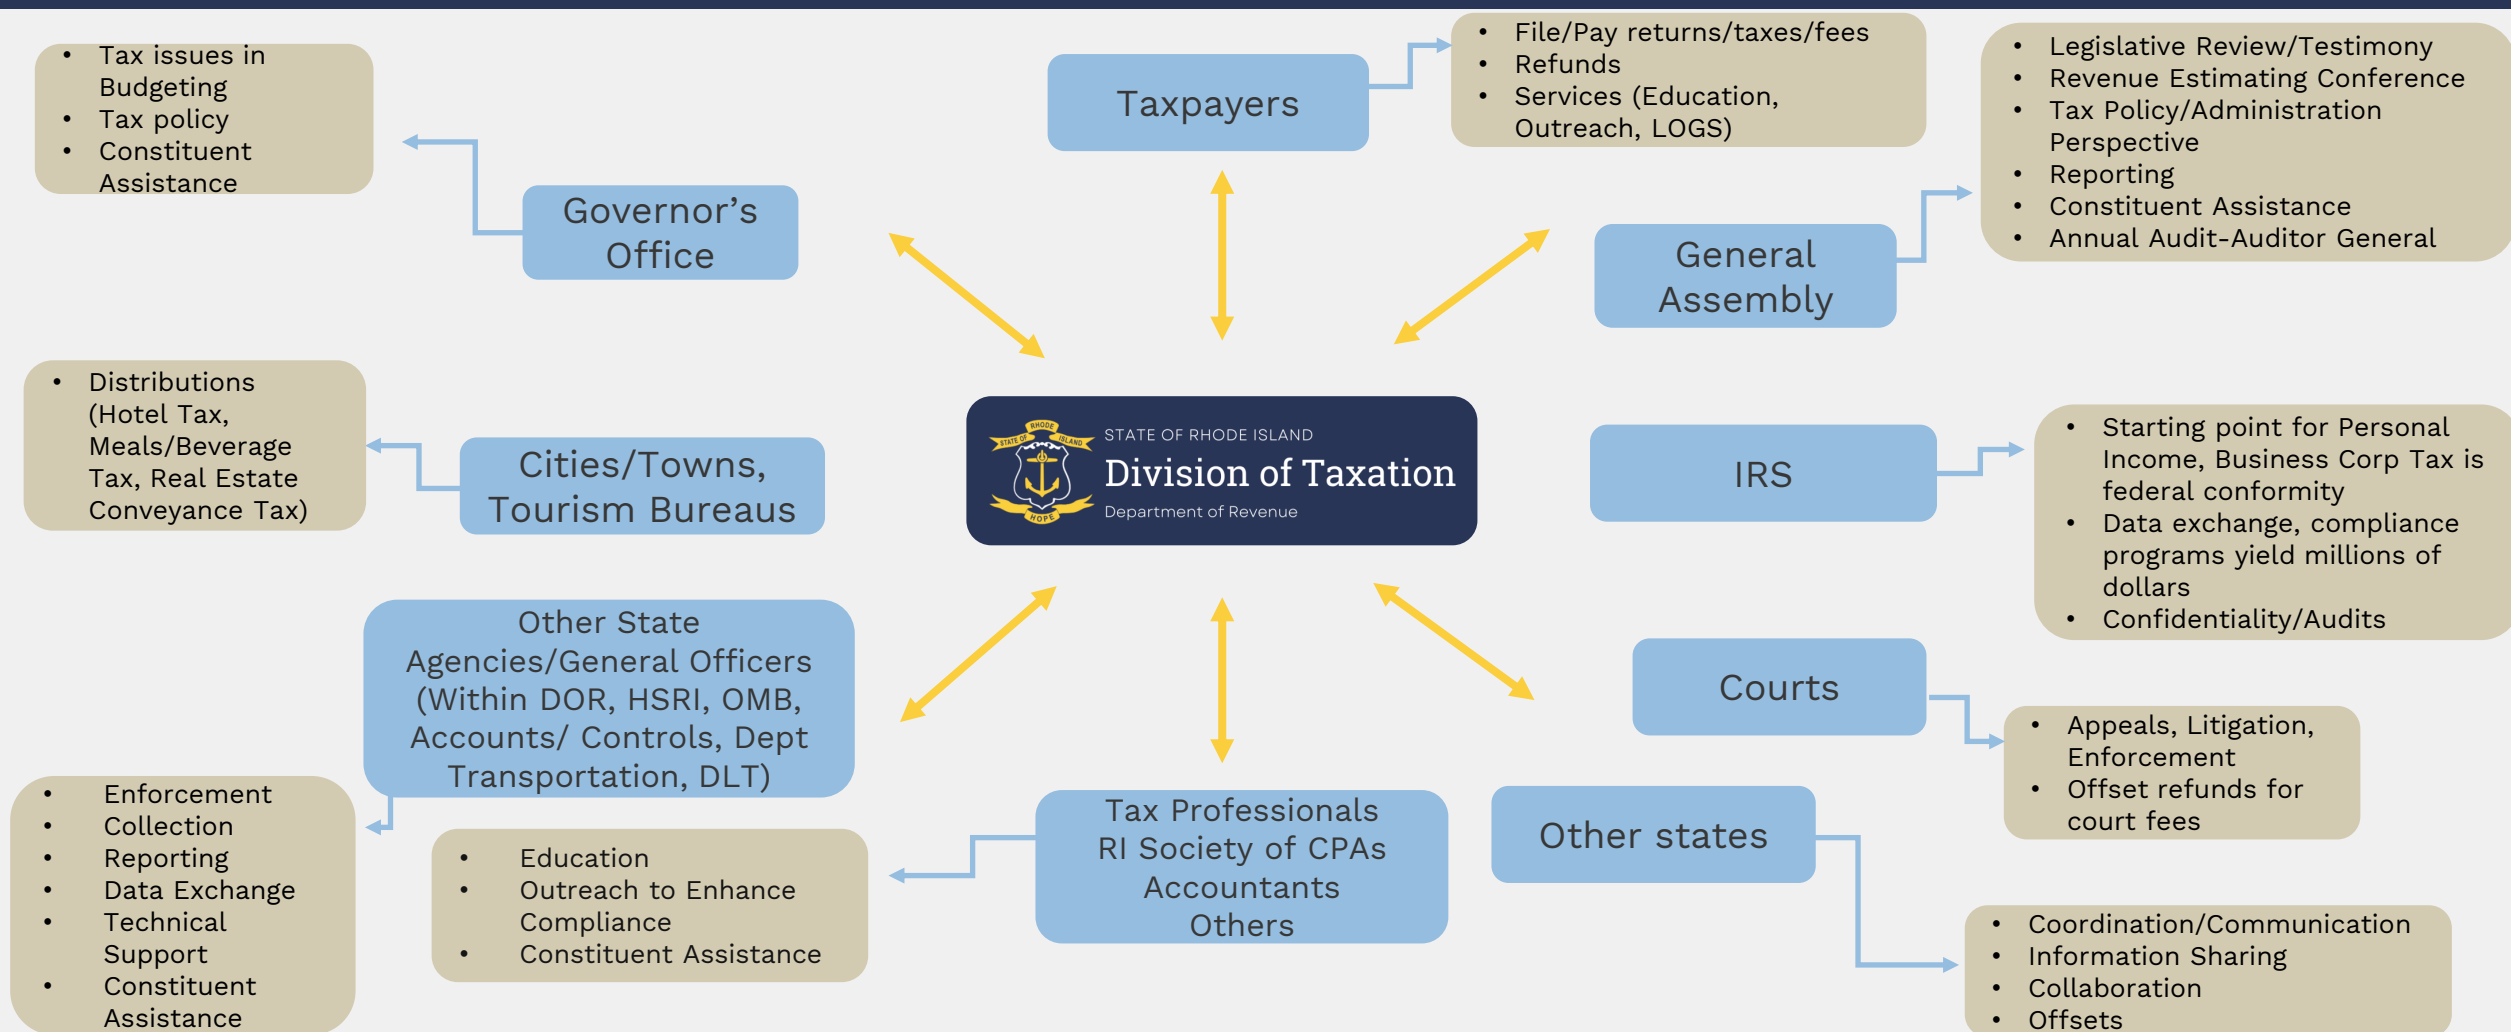 • Tax issues in
Budgeting
• Tax policy
• Constituent
Assistance
Governor’s
Office
Taxpayers
• File/Pay returns/taxes/fees
• Refunds
• Services (Education,
Outreach, LOGS)
General
Assembly
• Legislative Review/Testimony
• Revenue Estimating Conference
• Tax Policy/Administration
Perspective
• Reporting
• Constituent Assistance
• Annual Audit-Auditor General
• Distributions
(Hotel Tax,
Meals/Beverage
Tax, Real Estate
Conveyance Tax)
Cities/Towns,
Tourism Bureaus
STATE OF RHODE ISLAND
HOPE
STATE OF RHODE ISLAND
Division of Taxation
Department of Revenue
IRS
• Starting point for Personal
Income, Business Corp Tax is
federal conformity
• Data exchange, compliance
programs yield millions of
dollars
• Confidentiality/Audits
Other State
Agencies/General Officers
(Within DOR, HSRI, OMB,
Accounts/ Controls, Dept
Transportation, DLT)
• Enforcement
• Collection
• Reporting
• Data Exchange
• Technical
Support
• Constituent
Assistance
• Education
• Outreach to Enhance
Compliance
• Constituent Assistance
Tax Professionals
RI Society of CPAs
Accountants
Others
Courts
• Appeals, Litigation,
Enforcement
• Offset refunds for
court fees
Other states
• Coordination/Communication
• Information Sharing
• Collaboration
• Offsets